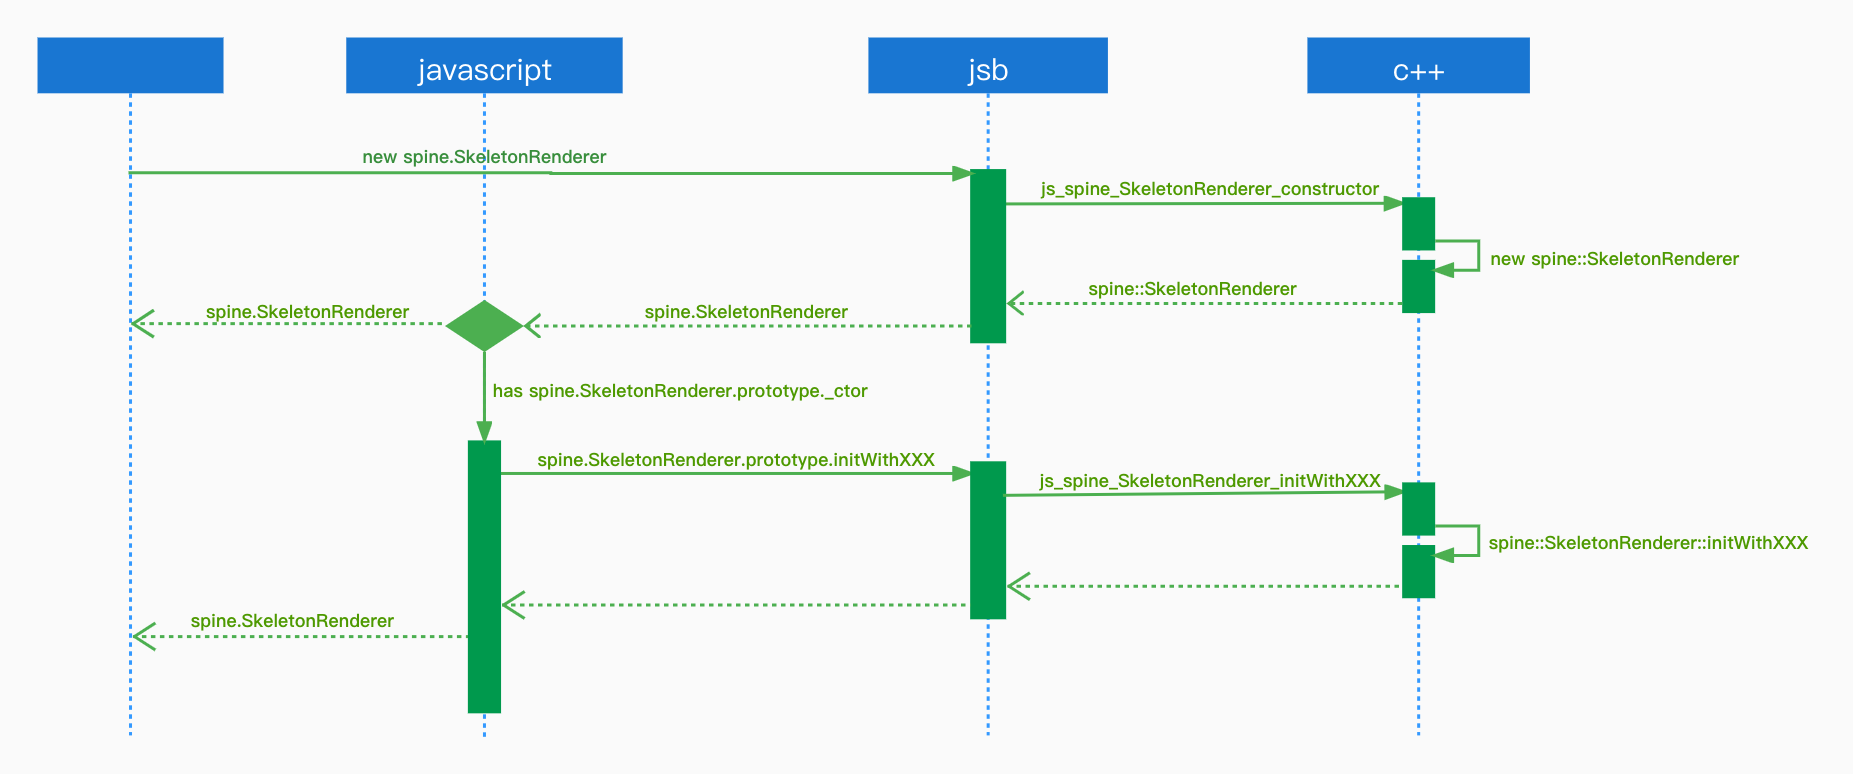 javascript
jsb
c++
new spine.SkeletonRenderer
js_spine_SkeletonRenderer_constructor
new spine::SkeletonRenderer
spine::SkeletonRenderer
spine.SkeletonRenderer
spine.SkeletonRenderer
has spine.SkeletonRenderer.prototype._ctor
spine.SkeletonRenderer.prototype.initWithXXX
js_spine_SkeletonRenderer_initWithXXX
spine::SkeletonRenderer::initWithXXX
spine.SkeletonRenderer